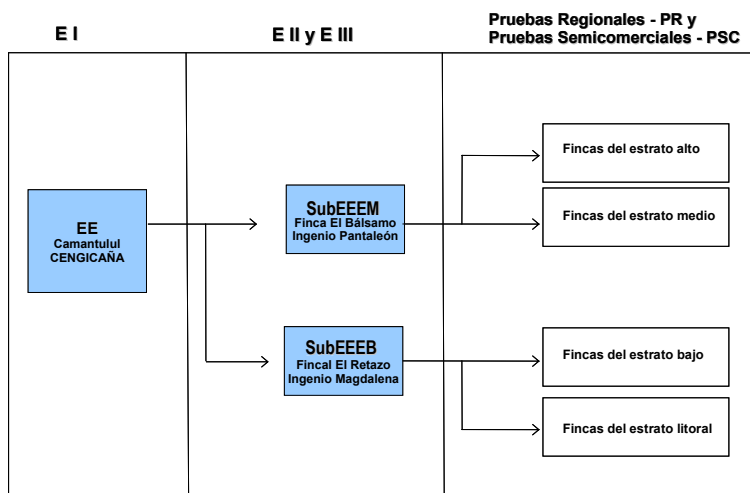 E I
E II y E III
Pruebas Regionales - PR y
Pruebas Semicomerciales - PSC
EE
Camantulul
CENGICAÑA
SubEEEM
Finca El Bálsamo
Ingenio Pantaleón
SubEEEB
Fincal El Retazo
Ingenio Magdalena
Fincas del estrato alto
Fincas del estrato medio
Fincas del estrato bajo
Fincas del estrato litoral